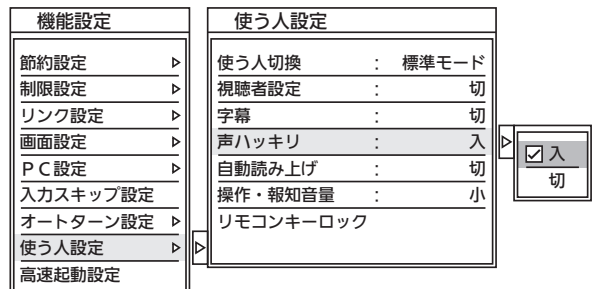 機能設定
節約設定
制限設定
リンク設定
画面設定
ＰＣ設定
入力スキップ設定
オートターン設定
使う人設定
高速起動設定
使う人設定
使う人切換 : 標準モード
視聴者設定 : 切
字幕 : 切
声ハッキリ : 入
自動読み上げ : 切
操作・報知音量 : 小
リモコンキーロック
入
切